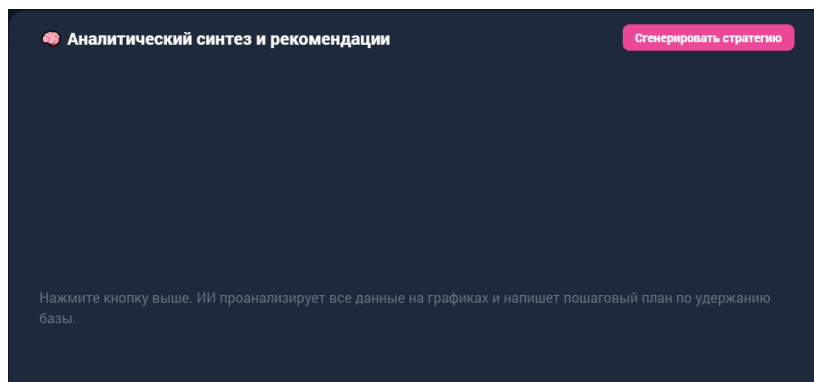 🧠 Аналитический синтез и рекомендации
Сгенерировать стратегию
Нажмите кнопку выше. ИИ проанализирует все данные на графиках и напишет пошаговый план по удержанию
базы.